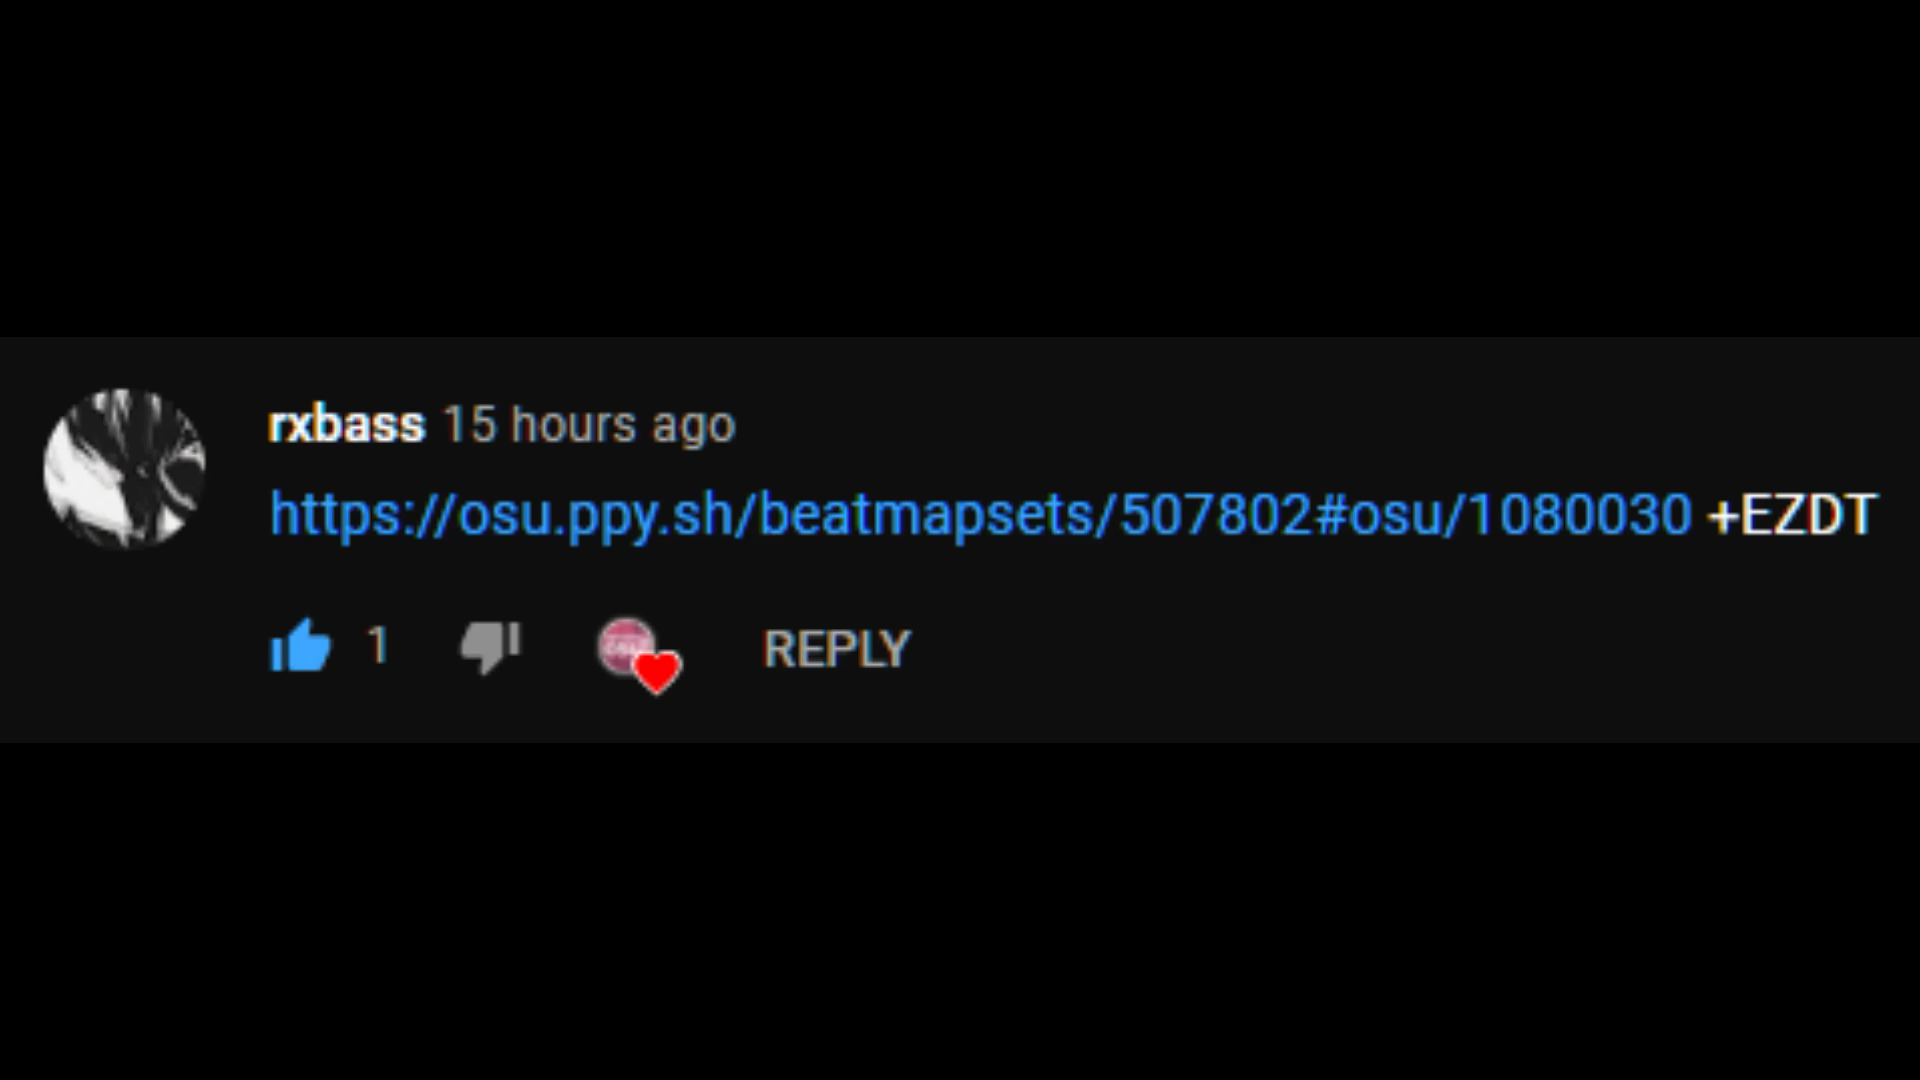 rxbass 15 hours ago
https://osu.ppy.sh/beatmapsets/507802#osu/1080030 +EZDT
1 REPLY